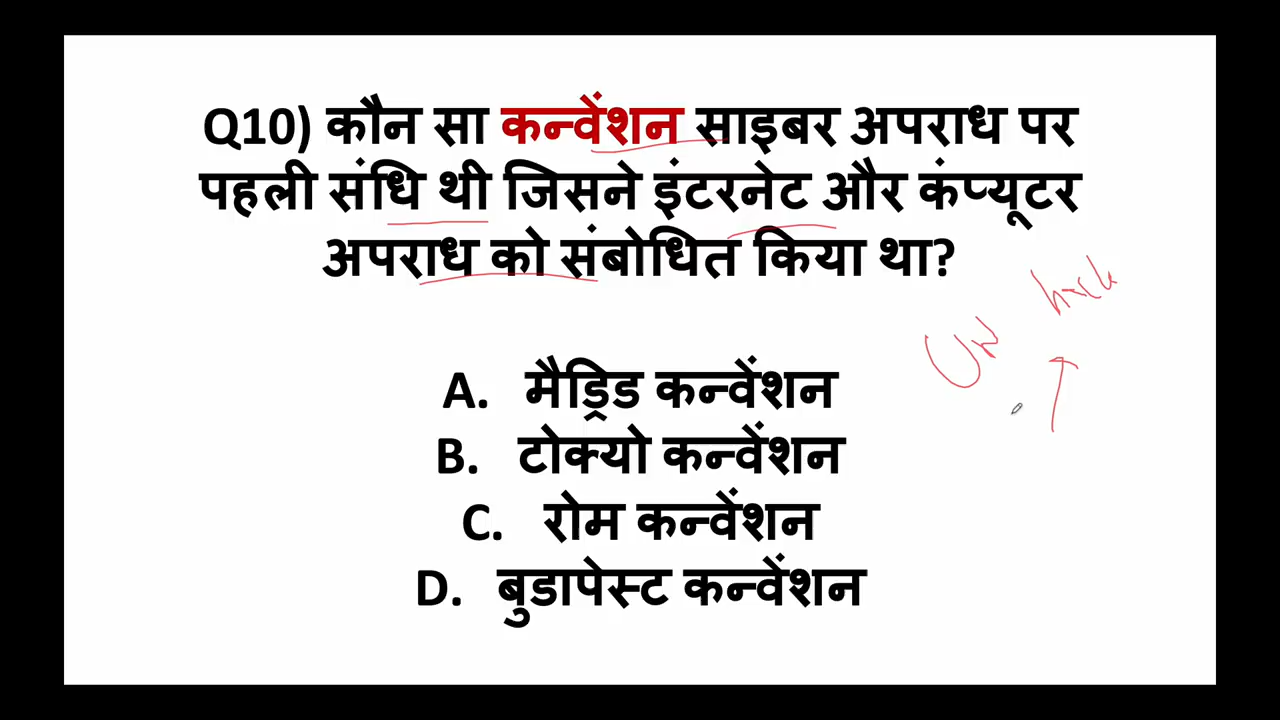 Q10) कौन सा कन्वेंशन साइबर अपराध पर
पहली संधि थी जिसने इंटरनेट और कंप्यूटर
अपराध को संबोधित किया था?
UN hack
A. मैड्रिड कन्वेंशन
B. टोक्यो कन्वेंशन
C. रोम कन्वेंशन
D. बुडापेस्ट कन्वेंशन